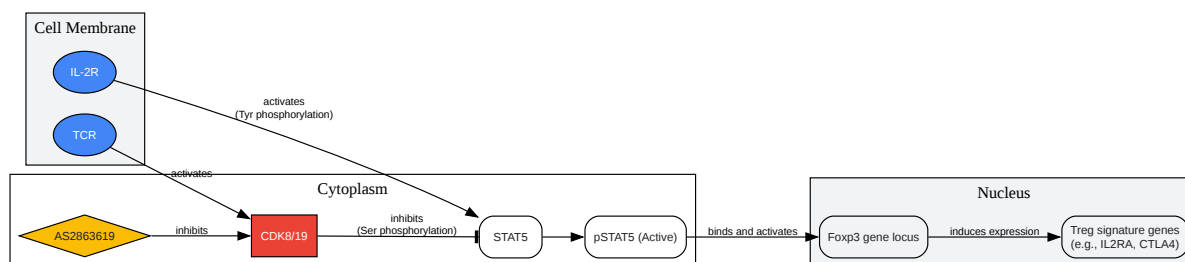 Cell Membrane
IL-2R
TCR
activates
(Tyr phosphorylation)
activates
Cytoplasm
AS2863619
inhibits
CDK8/19
inhibits
(Ser phosphorylation)
STAT5
pSTAT5 (Active)
binds and activates
Nucleus
Foxp3 gene locus
induces expression
Treg signature genes
(e.g., IL2RA, CTLA4)